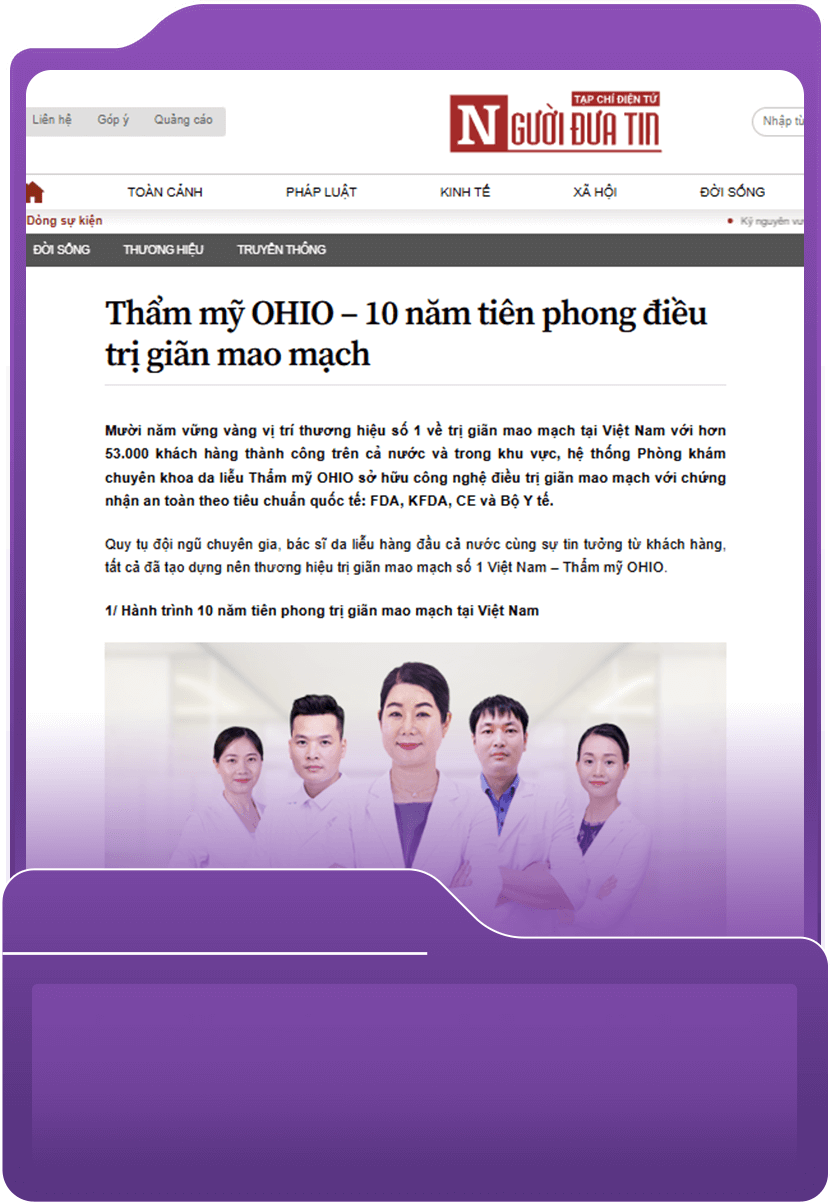 Liên hệ Góp ý Quảng cáo
TẠP CHÍ ĐIỆN TỬ
NGƯỜI ĐƯA TIN
Nhập từ
TOÀN CẢNH PHÁP LUẬT KINH TẾ XÃ HỘI ĐỜI SỐNG
Dòng sự kiện
Kỷ nguyên vư
ĐỜI SỐNG THƯƠNG HIỆU TRUYỀN THÔNG
Thẩm mỹ OHIO – 10 năm tiên phong điều
trị giãn mao mạch
Mười năm vững vàng vị trí thương hiệu số 1 về trị giãn mao mạch tại Việt Nam với hơn
53.000 khách hàng thành công trên cả nước và trong khu vực, hệ thống Phòng khám
chuyên khoa da liễu Thẩm mỹ OHIO sở hữu công nghệ điều trị giãn mao mạch với chứng
nhận an toàn theo tiêu chuẩn quốc tế: FDA, KFDA, CE và Bộ Y tế.
Quy tụ đội ngũ chuyên gia, bác sĩ da liễu hàng đầu cả nước cùng sự tin tưởng từ khách hàng,
tất cả đã tạo dựng nên thương hiệu trị giãn mao mạch số 1 Việt Nam – Thẩm mỹ OHIO.
1/ Hành trình 10 năm tiên phong trị giãn mao mạch tại Việt Nam